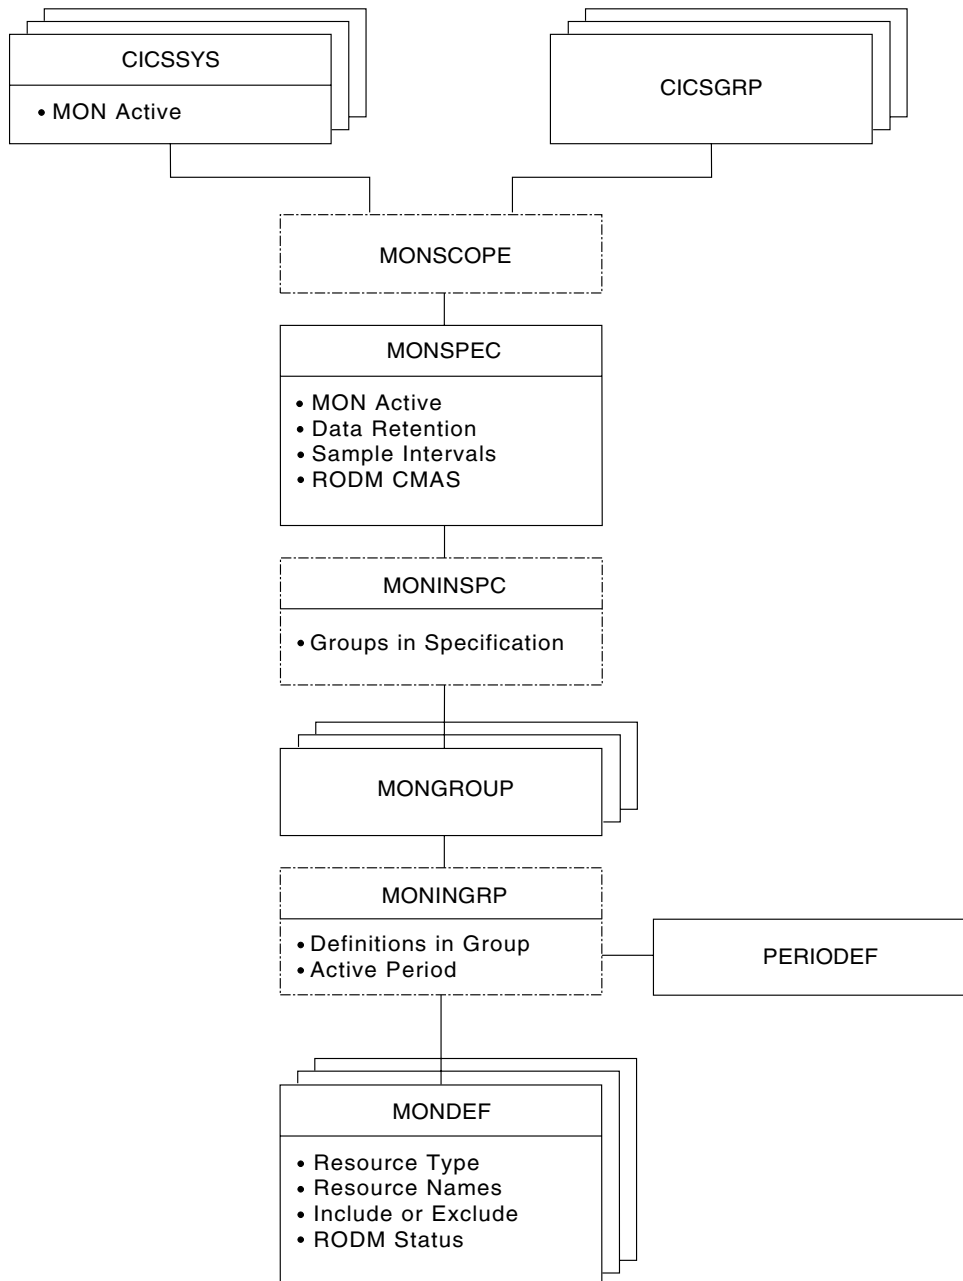 CICSSYS
• MON Active
CICSGRP
MONSCOPE
MONSPEC
• MON Active
• Data Retention
• Sample Intervals
• RODM CMAS
MONINSPC
• Groups in Specification
MONGROUP
MONINGRP
• Definitions in Group
• Active Period
PERIODEF
MONDEF
• Resource Type
• Resource Names
• Include or Exclude
• RODM Status